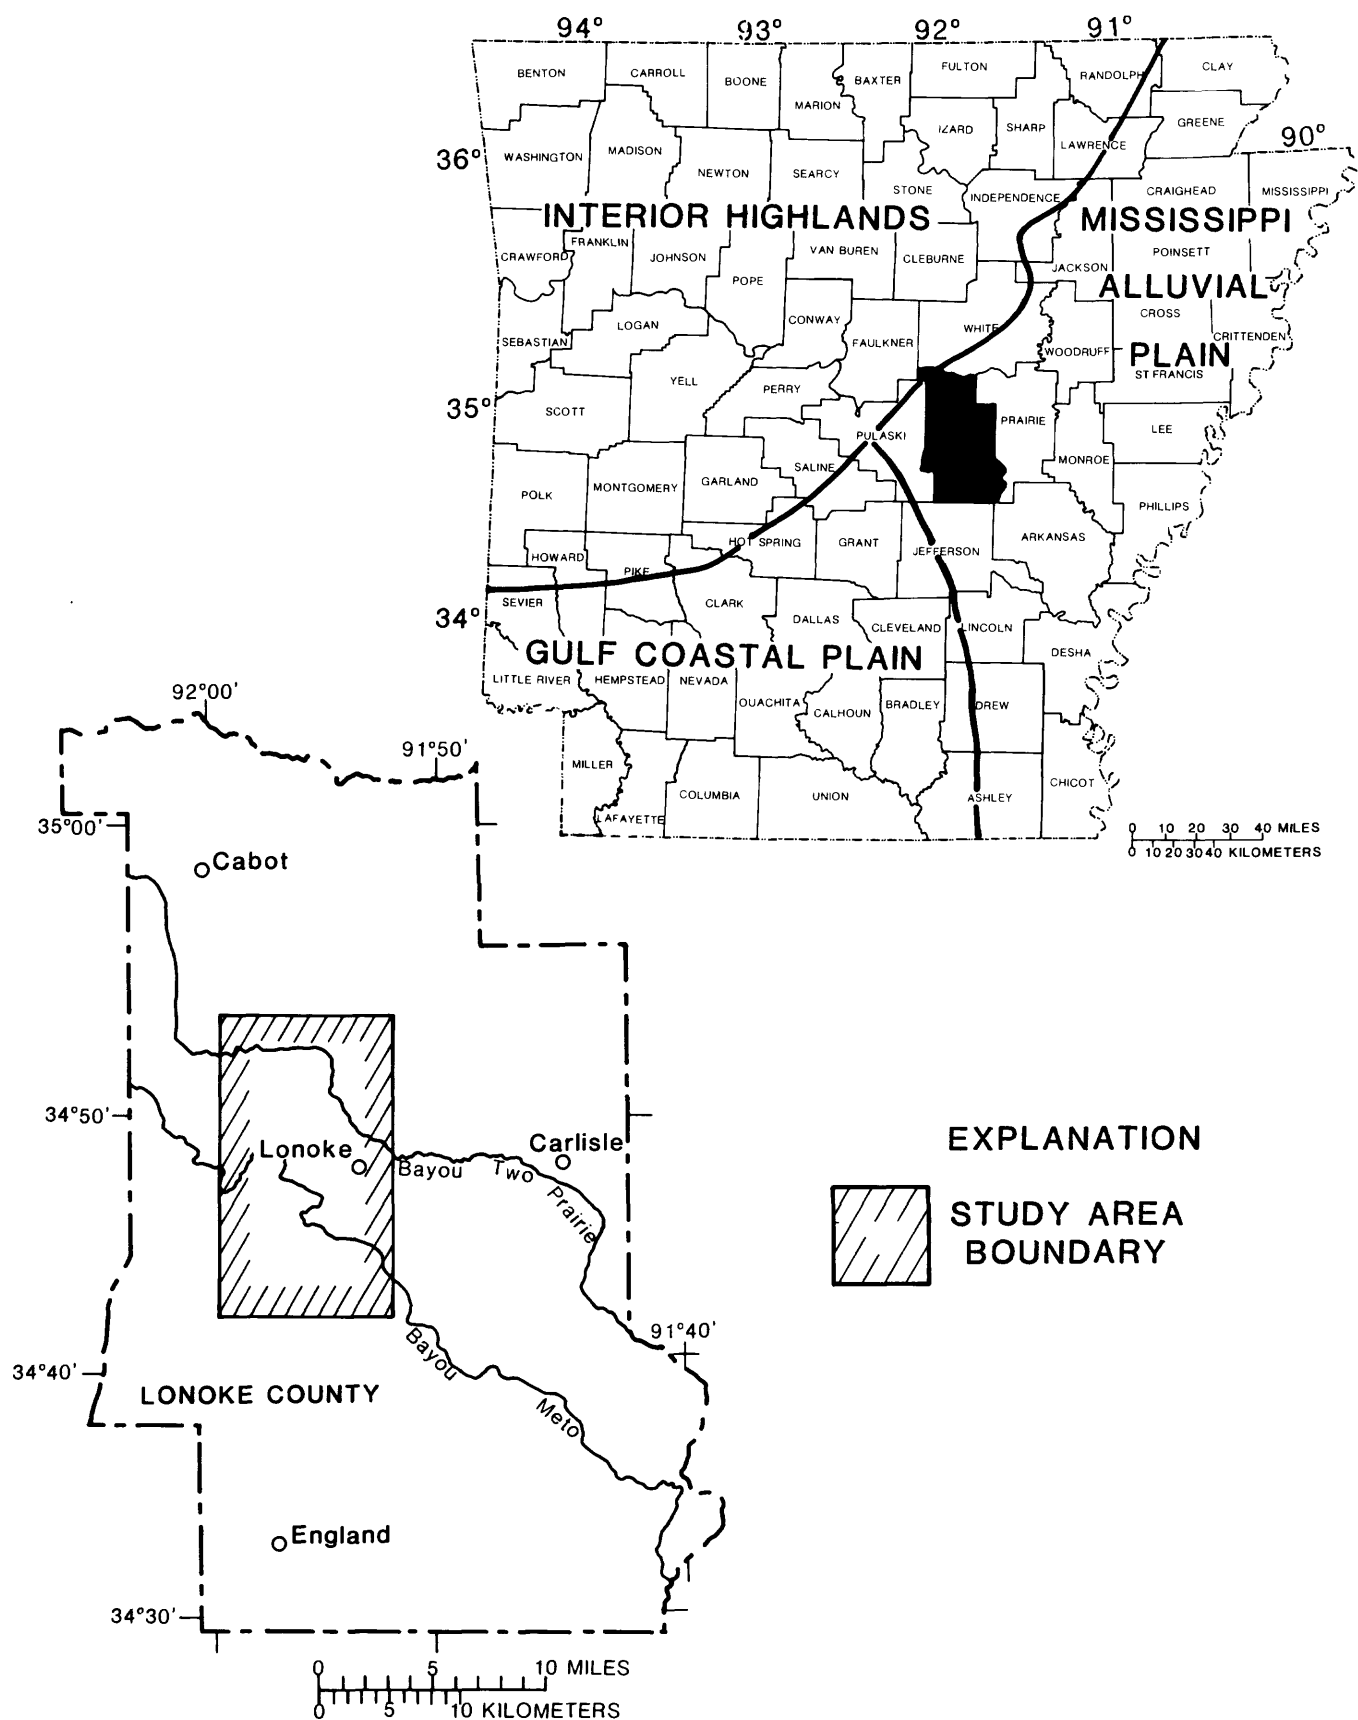 94° 93° 92° 91°
BENTON CARROLL BOONE BAXTER FULTON RANDOLPH CLAY
MARION
IZARD SHARP LAWRENCE GREENE
90°
36°
WASHINGTON MADISON NEWTON SEARCY STONE INDEPENDENCE CRAIGHEAD MISSISSIPPI
INTERIOR HIGHLANDS MISSISSIPPI
CRAWFORD FRANKLIN JOHNSON POPE VAN BUREN CLEBURNE JACKSON POINSETT
ALLUVIAL
SEBASTIAN LOGAN CONWAY FAULKNER WHITE CROSS CRITTENDEN
WOODRUFF PLAIN
ST FRANCIS
YELL PERRY
35°
SCOTT PULASKI PRAIRIE LEE
POLK MONTGOMERY GARLAND SALINE MONROE
PHILLIPS
HOWARD PIKE HOT SPRING GRANT JEFFERSON ARKANSAS
34°
SEVIER CLARK DALLAS CLEVELAND LINCOLN DESHA
GULF COASTAL PLAIN
LITTLE RIVER HEMPSTEAD NEVADA OUACHITA CALHOUN BRADLEY DREW
MILLER LAFAYETTE COLUMBIA UNION ASHLEY CHICOT
0 10 20 30 40 MILES
0 10 20 30 40 KILOMETERS
92°00'
91°50'
35°00'
Cabot
34°50'
Lonoke
Carlisle
Bayou Two Prairie
91°40'
34°40'
LONOKE COUNTY
Bayou Meto
England
34°30'
0 5 10 MILES
0 5 10 KILOMETERS
EXPLANATION
STUDY AREA
BOUNDARY